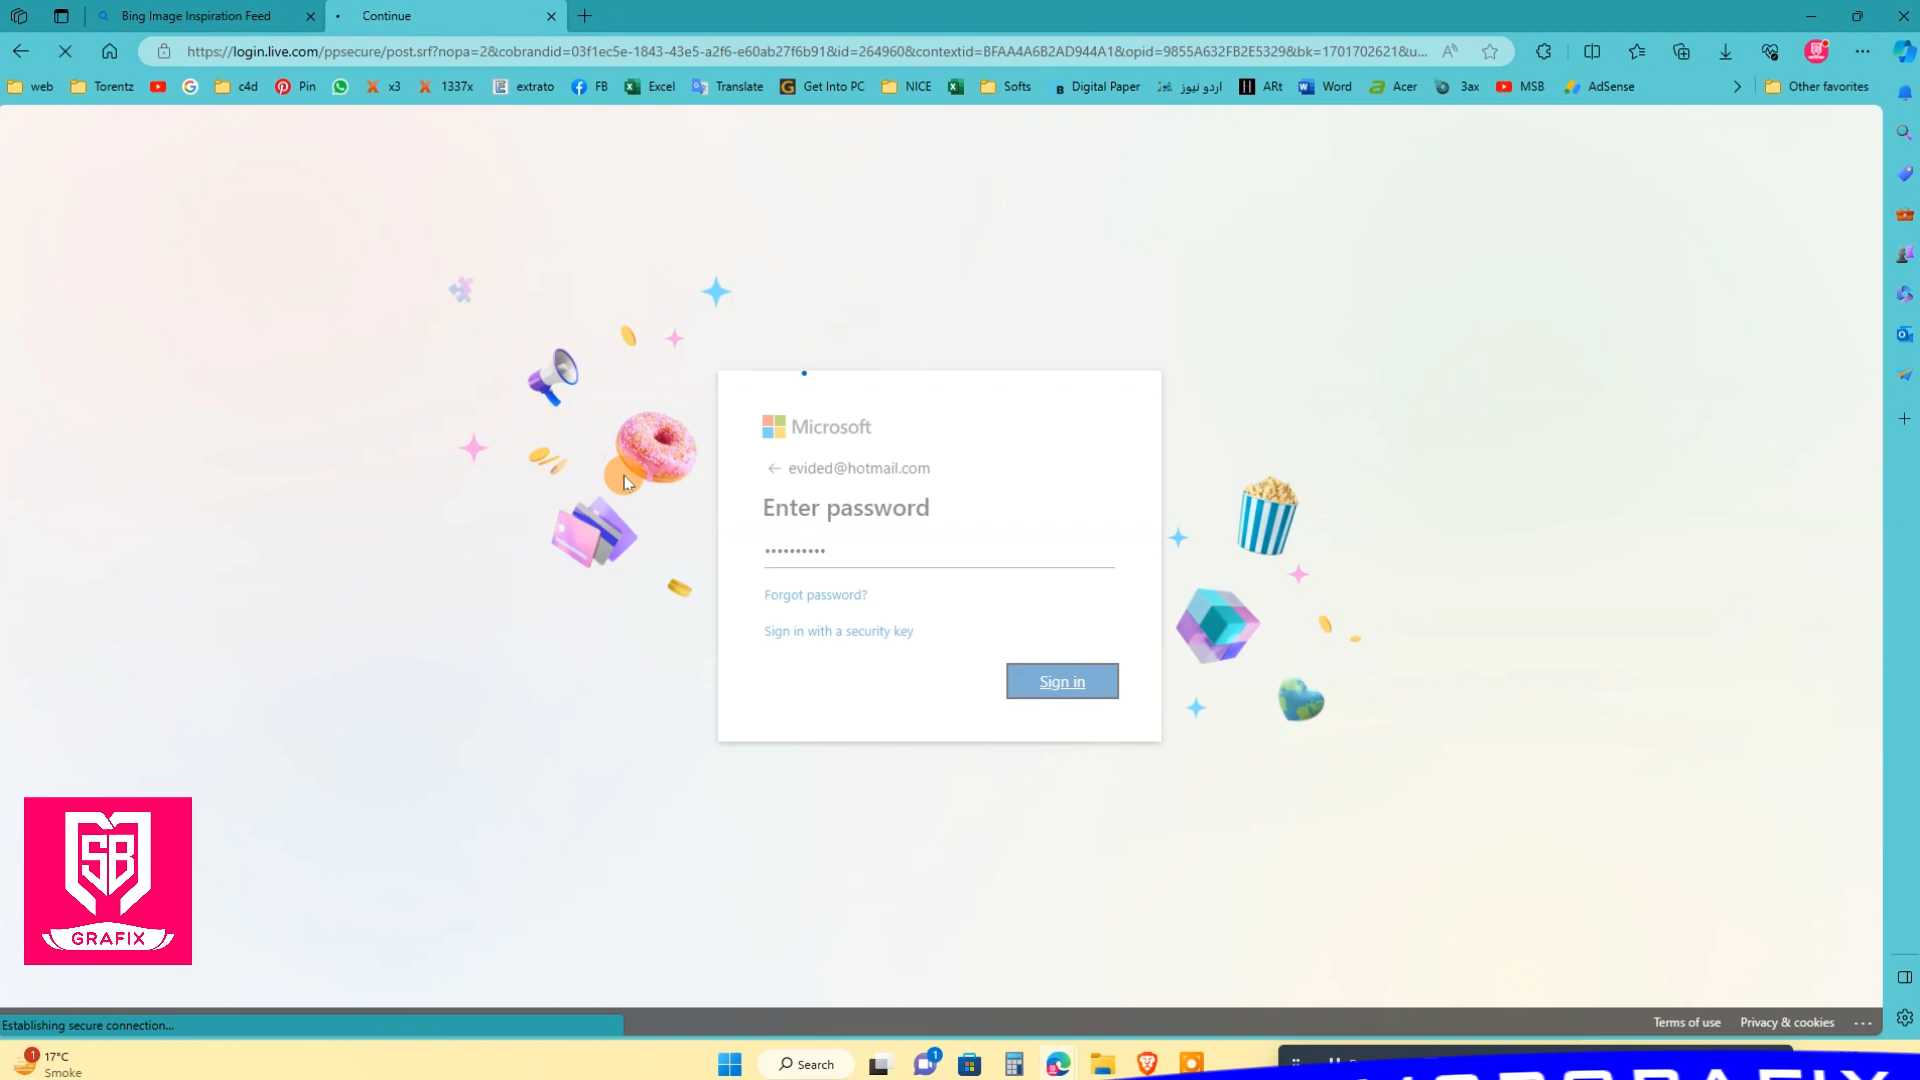 Bing Image Inspiration Feed
Continue
https://login.live.com/ppsecure/post.srf?nopa=2&cobrandid=03f1ec5e-1843-43e5-a2f6-e60ab27f6b91&id=264960&contextid=BFAA4A6B2AD944A1&opid=9855A632FB2E5329&bk=1701702621&u...
web Torentz c4d Pin x3 1337x extrato FB Excel Translate Get Into PC NICE Softs Digital Paper اردو نیوز ARt Word Acer 3ax MSB AdSense Other favorites
Microsoft
evided@hotmail.com
Enter password
Forgot password?
Sign in with a security key
Sign in
SB
GRAFIX
Establishing secure connection...
Terms of use Privacy & cookies
1 17°C
Smoke
Search
1